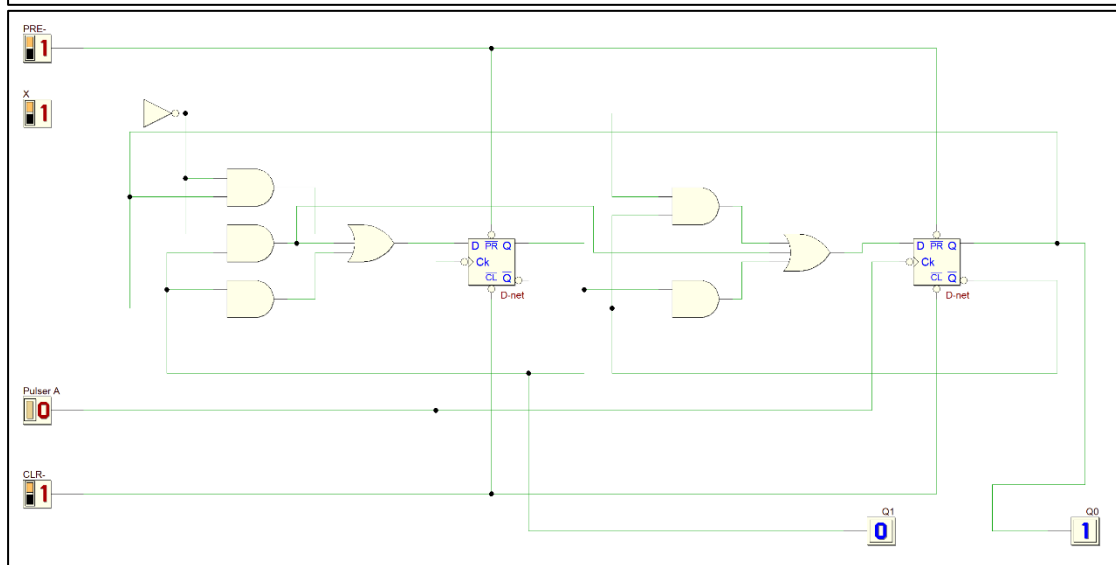 PRE-
1
X
1
D PR Q
Ck
CL Q
D-net
D PR Q
Ck
CL Q
D-net
Pulser A
0
CLR-
1
Q1
0
Q0
1